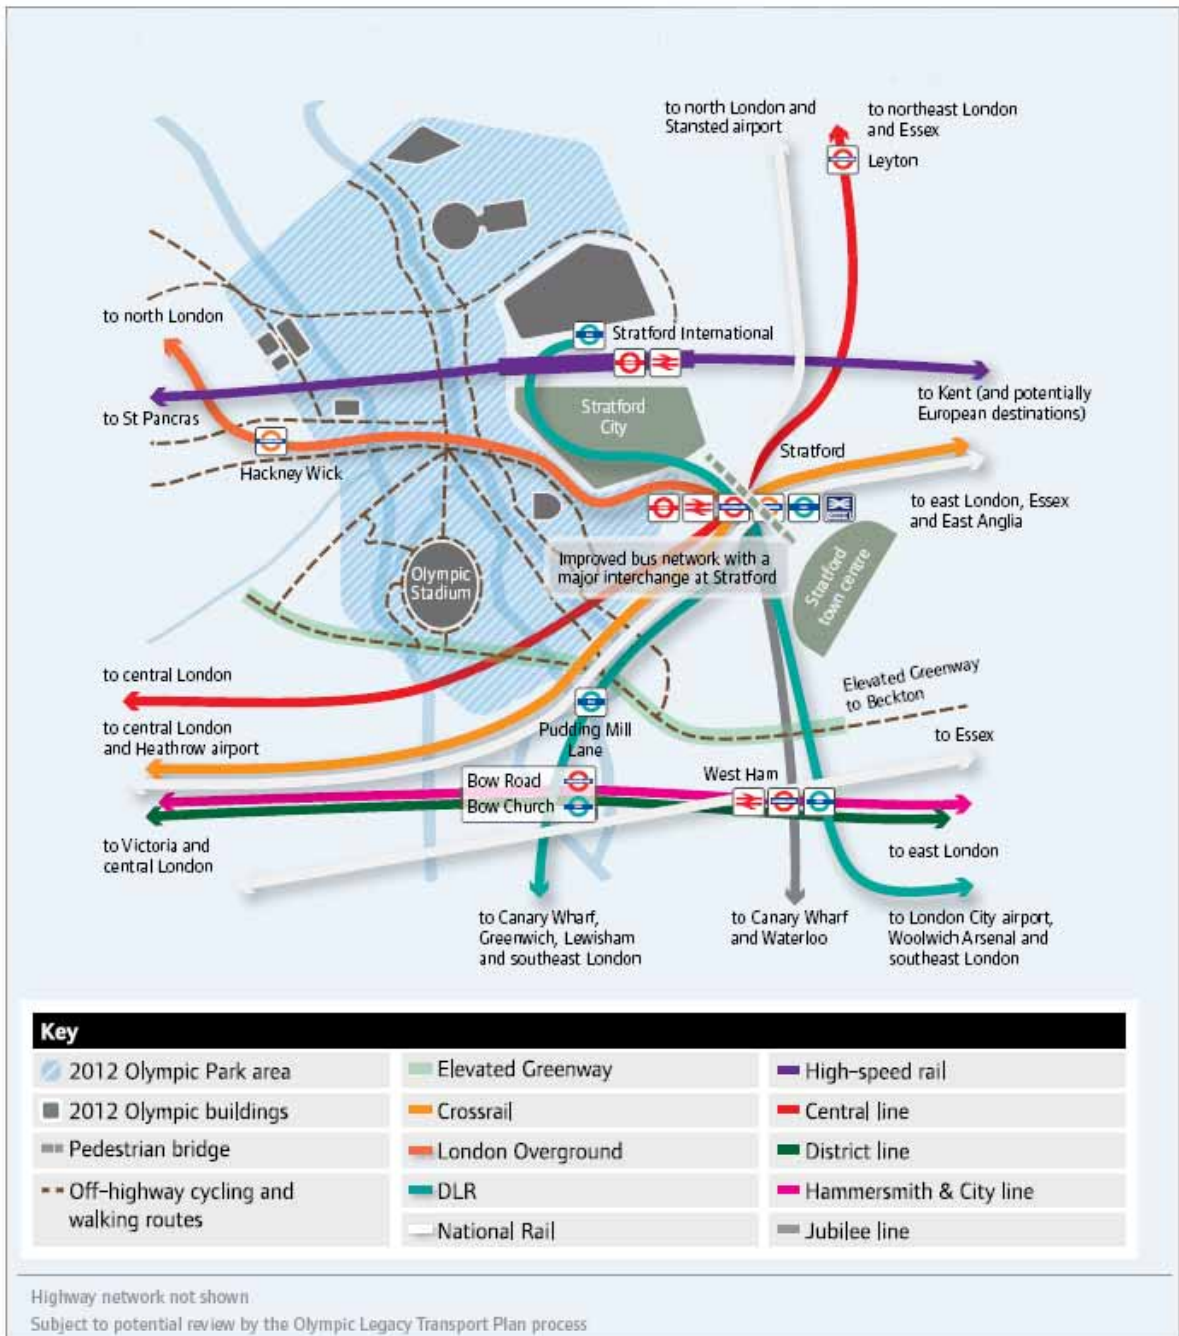 to north London and
Stansted airport
to northeast London
and Essex
Leyton
to north London
Stratford International
to St Pancras
Stratford
City
to Kent (and potentially
European destinations)
Hackney Wick
Stratford
to east London, Essex
and East Anglia
Improved bus network with a
major interchange at Stratford
Olympic
Stadium
Stratford
town centre
to central London
Elevated Greenway
to Beckton
to central London
and Heathrow airport
Pudding Mill
Lane
to Essex
Bow Road
Bow Church
West Ham
to Victoria and
central London
to east London
to Canary Wharf,
Greenwich, Lewisham
and southeast London
to Canary Wharf
and Waterloo
to London City airport,
Woolwich Arsenal and
southeast London
Key
2012 Olympic Park area
Elevated Greenway
High-speed rail
2012 Olympic buildings
Crossrail
Central line
Pedestrian bridge
London Overground
District line
Off-highway cycling and
walking routes
DLR
Hammersmith & City line
National Rail
Jubilee line
Highway network not shown
Subject to potential review by the Olympic Legacy Transport Plan process